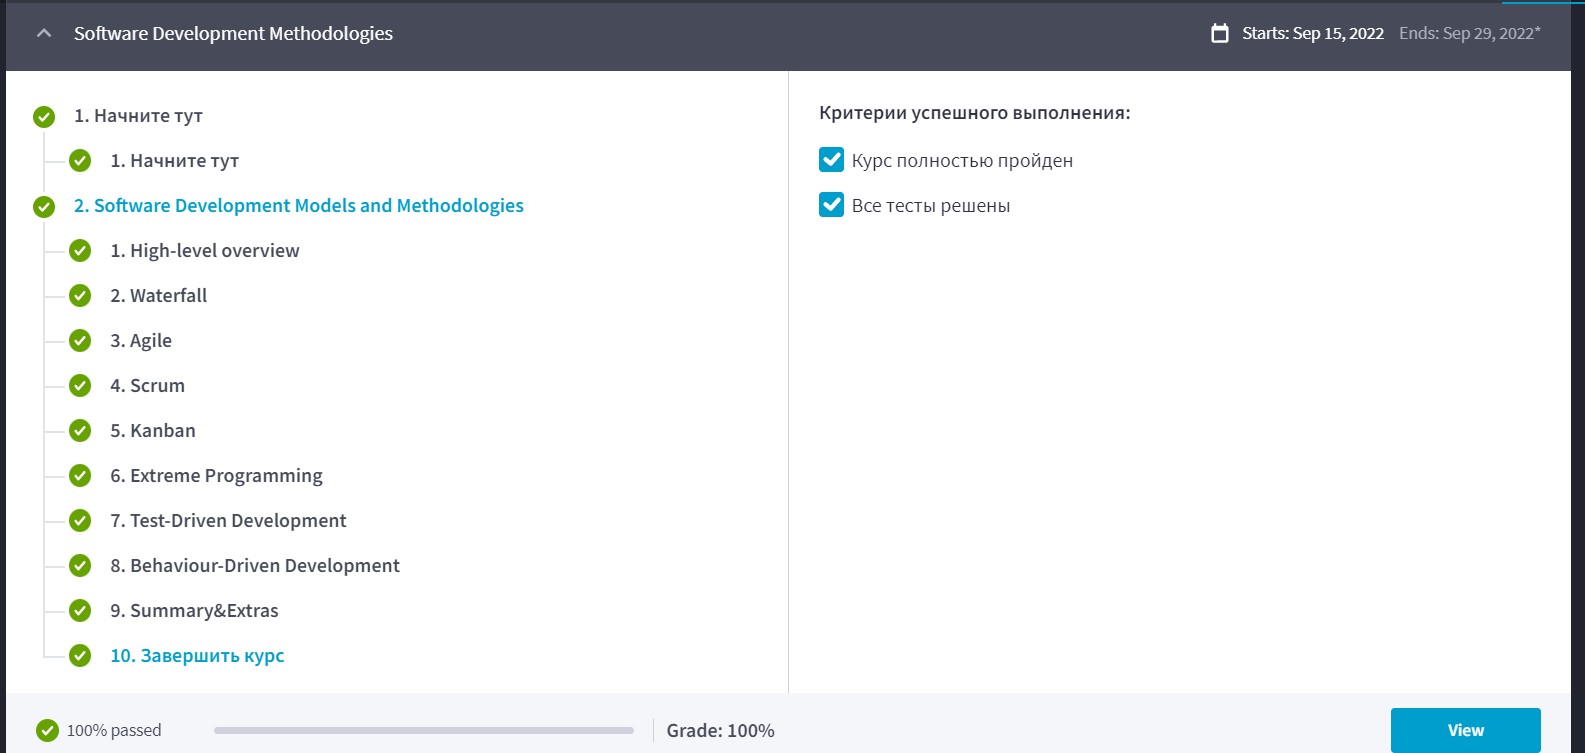 Software Development Methodologies
Starts: Sep 15, 2022 Ends: Sep 29, 2022*
1. Начните тут
1. Начните тут
2. Software Development Models and Methodologies
1. High-level overview
2. Waterfall
3. Agile
4. Scrum
5. Kanban
6. Extreme Programming
7. Test-Driven Development
8. Behaviour-Driven Development
9. Summary&Extras
10. Завершить курс
Критерии успешного выполнения:
Курс полностью пройден
Все тесты решены
100% passed
Grade: 100%
View